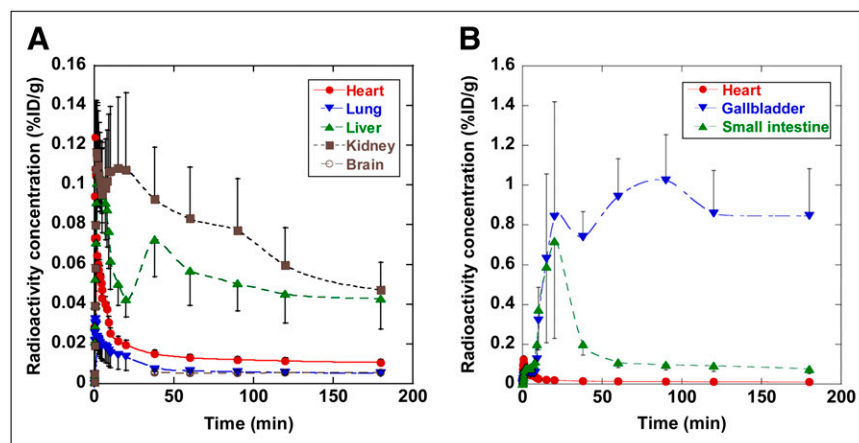 A
Radioactivity concentration (%ID/g)
0.16
0.14
0.12
0.1
0.08
0.06
0.04
0.02
0
0
50
100
150
200
Time (min)
Heart
Lung
Liver
Kidney
Brain
B
Radioactivity concentration (%ID/g)
1.6
1.4
1.2
1
0.8
0.6
0.4
0.2
0
0
50
100
150
200
Time (min)
Heart
Gallbladder
Small intestine